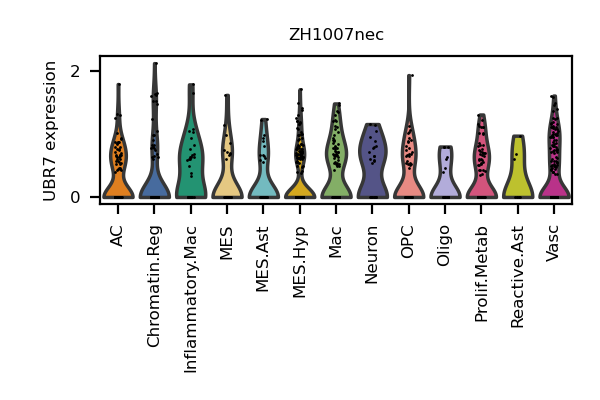 ZH1007nec
UBR7 expression
2
0
AC
Chromatin.Reg
Inflammatory.Mac
MES
MES.Ast
MES.Hyp
Mac
Neuron
OPC
Oligo
Prolif.Metab
Reactive.Ast
Vasc